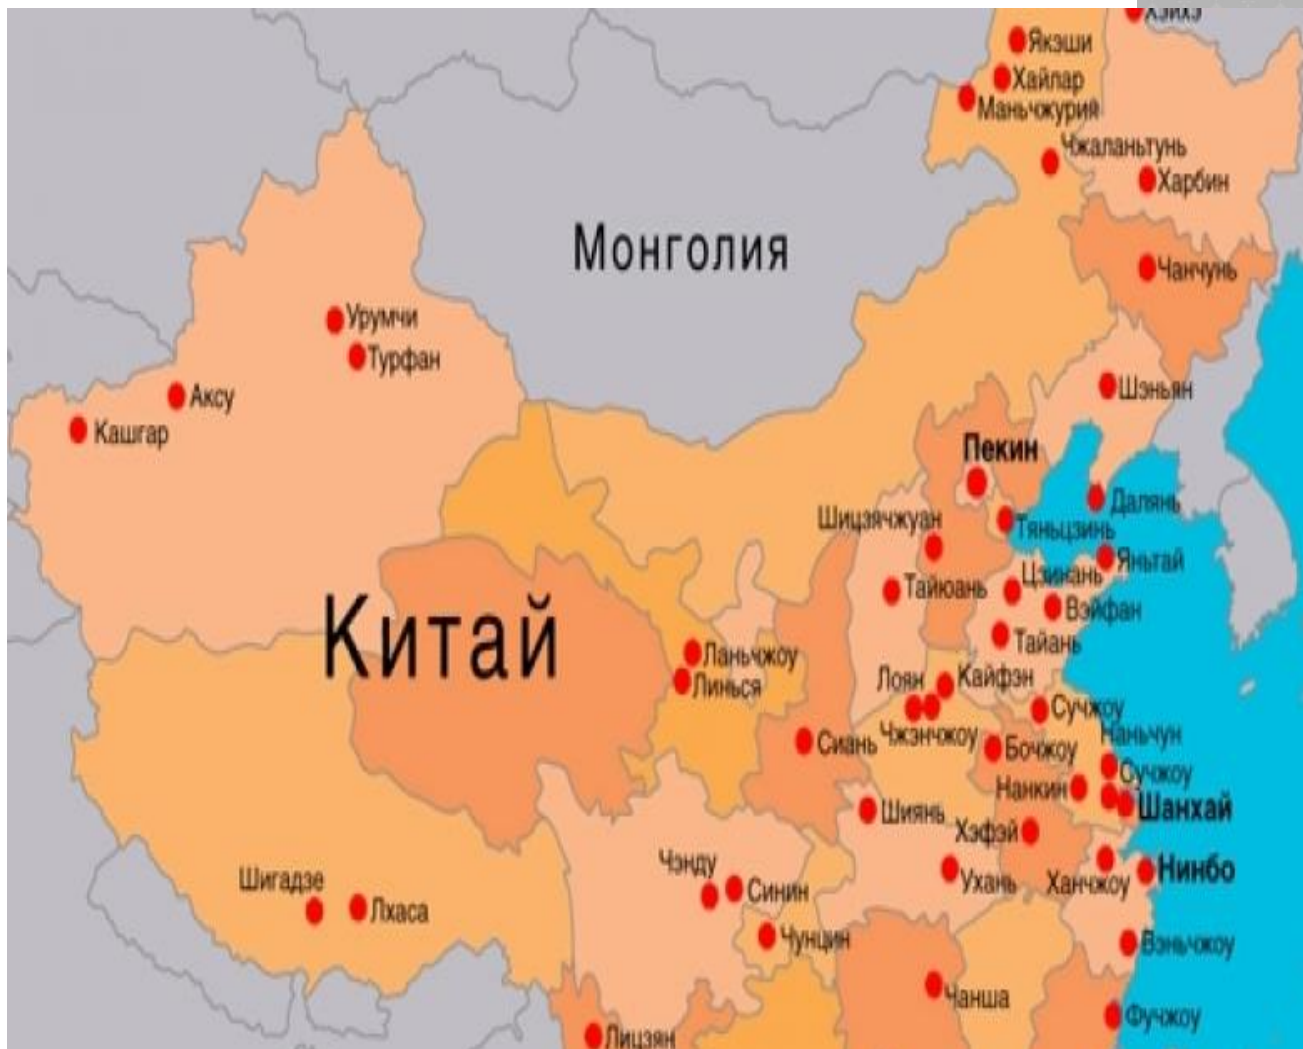 Хэйхэ
Якэши
Хайлар
Маньчжурия
Чжаланьтунь
Харбин
Монголия
Чанчунь
Урумчи
Турфан
Аксу
Кашгар
Шэньян
Пекин
Далянь
Шицзячжуан
Тяньцзинь
Яньтай
Цзинань
Тайюань
Вэйфан
Китай
Тайань
Ланьчжоу
Линься
Лоян
Кайфэн
Сучжоу
Чжэнчжоу
Наньчун
Сиань
Бочжоу
Сучжоу
Нанкин
Шанхай
Шиянь
Хэфэй
Чэнду
Нинбо
Шигадзе
Синин
Ухань
Ханчжоу
Лхаса
Чунцин
Вэньчжоу
Чанша
Фучжоу
Лицзян